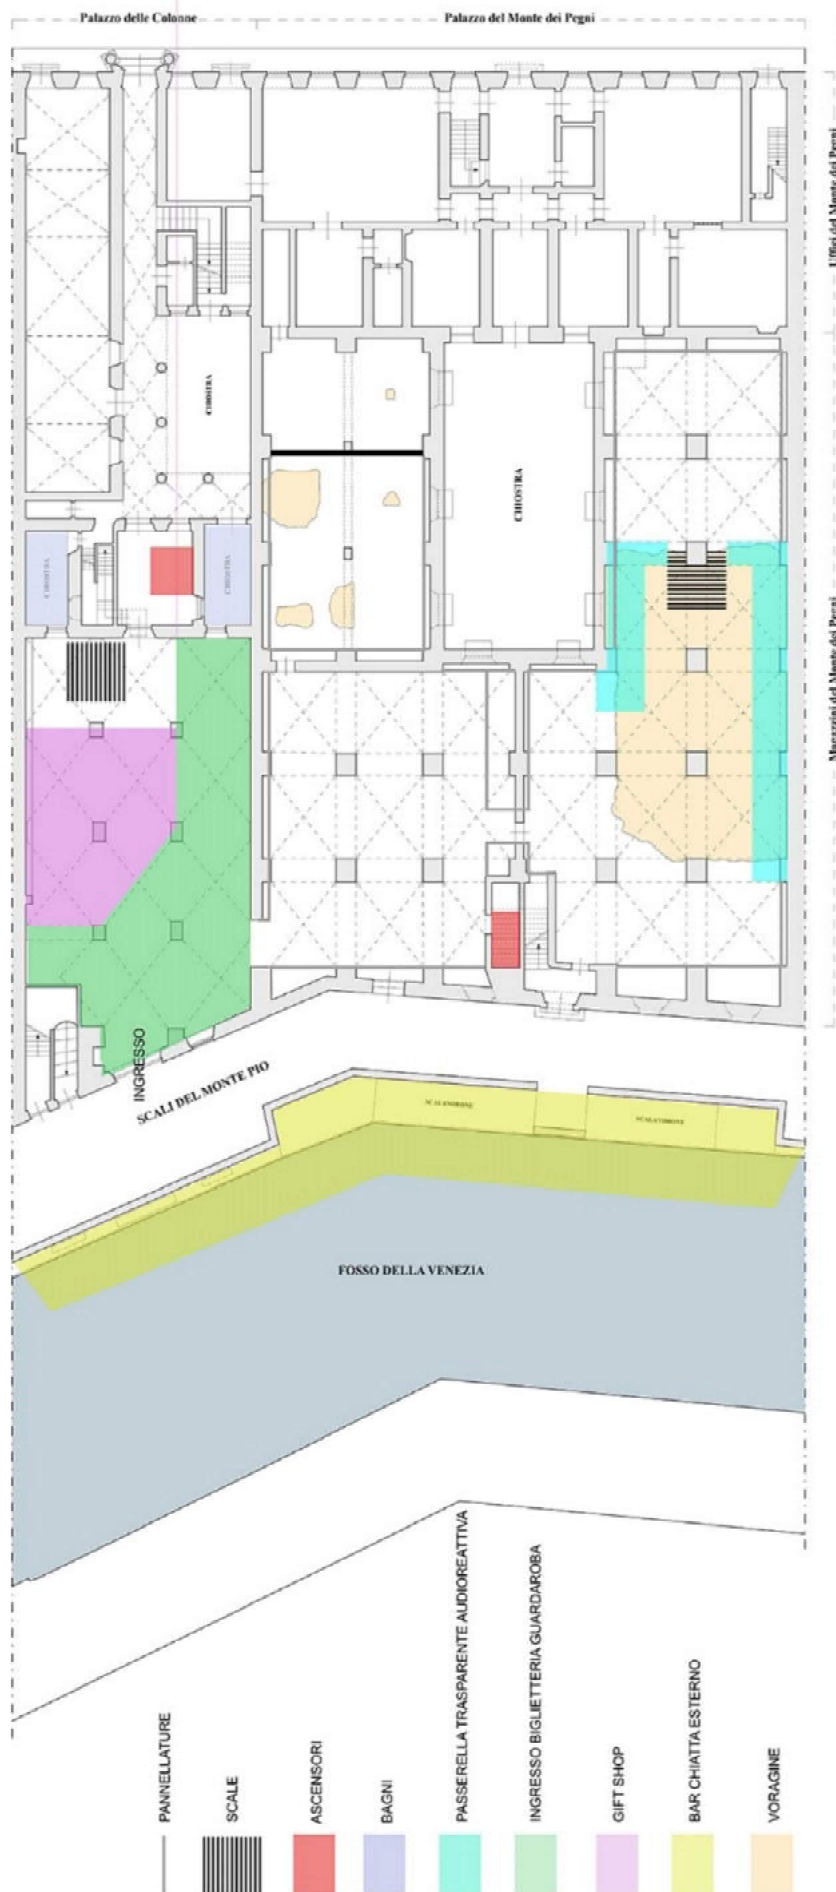 Palazzo delle Colonne
Palazzo del Monte dei Pegni
Uffici del Monte dei Pegni
CHIOSTRA
CHIOSTRA
CHIOSTRA
CHIOSTRA
Magazzini del Monte dei Pegni
INGRESSO
SCALI DEL MONTE PIO
SCALANDRONE
SCALANDRONE
FOSSO DELLA VENEZIA
PANNELLATURE
SCALE
ASCENSORI
BAGNI
PASSERELLA TRASPARENTE AUDIOREATTIVA
INGRESSO BIGLIETTERIA GUARDAROBA
GIFT SHOP
BAR CHIATTA ESTERNO
VORAGINE